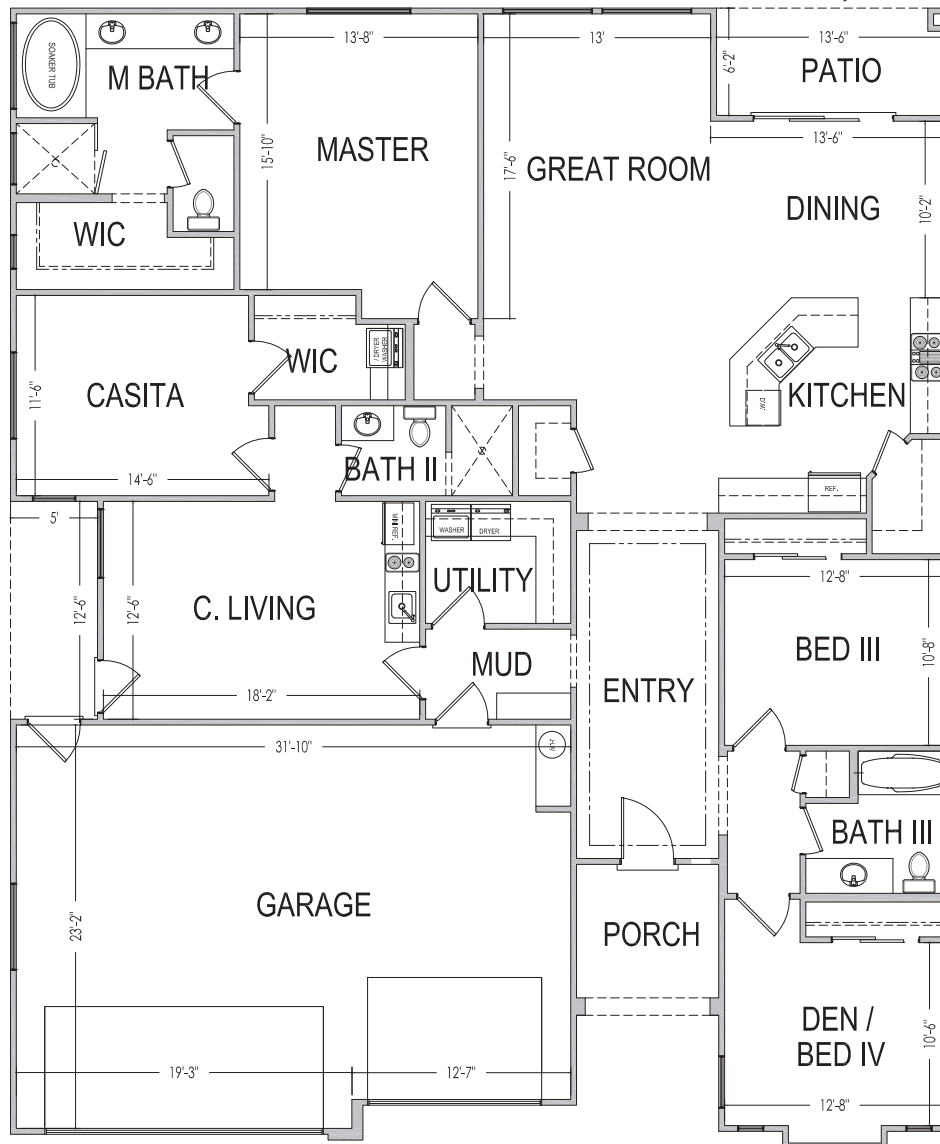 13'-8"
13'
13'-6"
SOAKER TUB
M BATH
6'-2"
PATIO
13'-6"
15'-10"
MASTER
17'-6"
GREAT ROOM
DINING
10'-2"
WIC
WIC
WASHER
/ DRYER
11'-6"
CASITA
KITCHEN
D.W.
14'-6"
BATH II
REF.
5'
MINI REF.
WASHER
DRYER
12'-8"
UTILITY
12'-6"
12'-6"
C. LIVING
MUD
BED III
10'-8"
18'-2"
ENTRY
31'-10"
H.W.
BATH III
GARAGE
23'-2"
PORCH
DEN /
BED IV
10'-6"
19'-3"
12'-7"
12'-8"